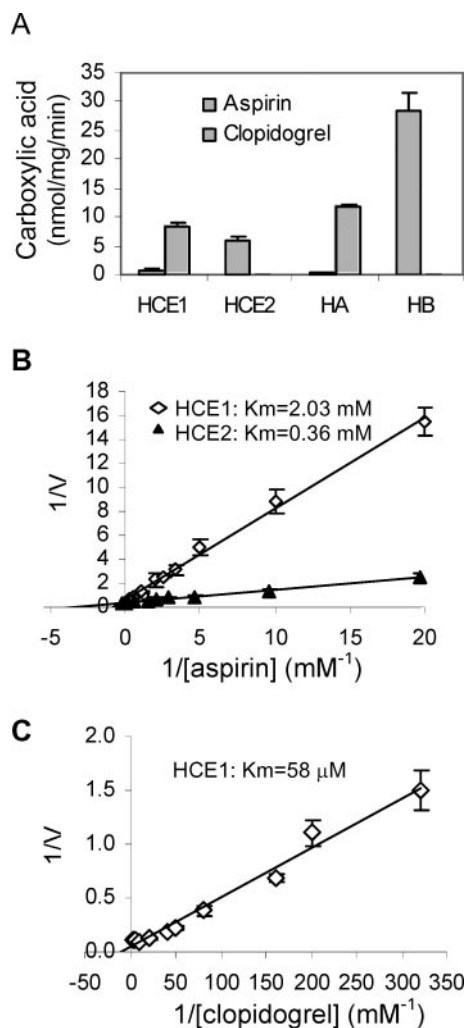 A
Carboxylic acid
(nmol/mg/min)
35
30
25
20
15
10
5
0
Aspirin
Clopidogrel
HCE1 HCE2 HA HB
B
1/V
18
16
14
12
10
8
6
4
2
0
HCE1: Km=2.03 mM
HCE2: Km=0.36 mM
-5 0 5 10 15 20
1/[aspirin] (mM⁻¹)
C
1/V
2.0
1.5
1.0
0.5
0.0
HCE1: Km=58 μM
-50 0 50 100 150 200 250 300 350
1/[clopidogrel] (mM⁻¹)